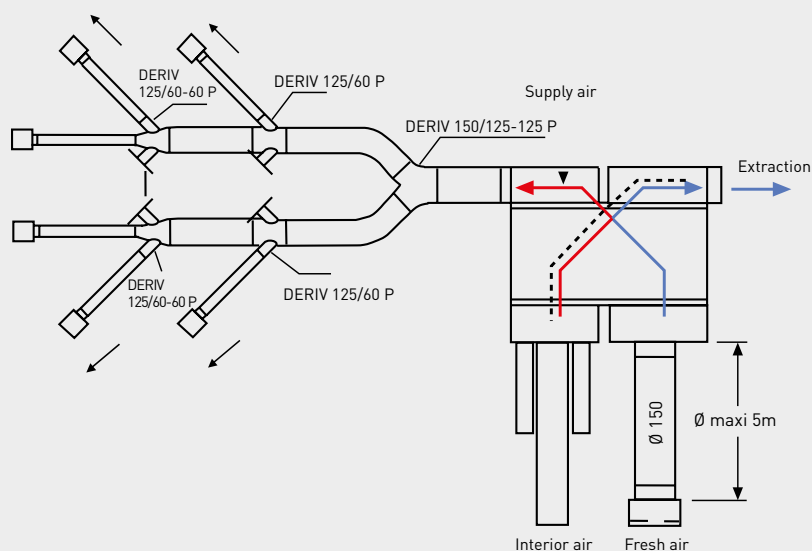 DERIV
125/60-60 P
DERIV 125/60 P
Supply air
DERIV 150/125-125 P
Extraction
DERIV
125/60-60 P
DERIV 125/60 P
Ø 150
Ø maxi 5m
Interior air
Fresh air